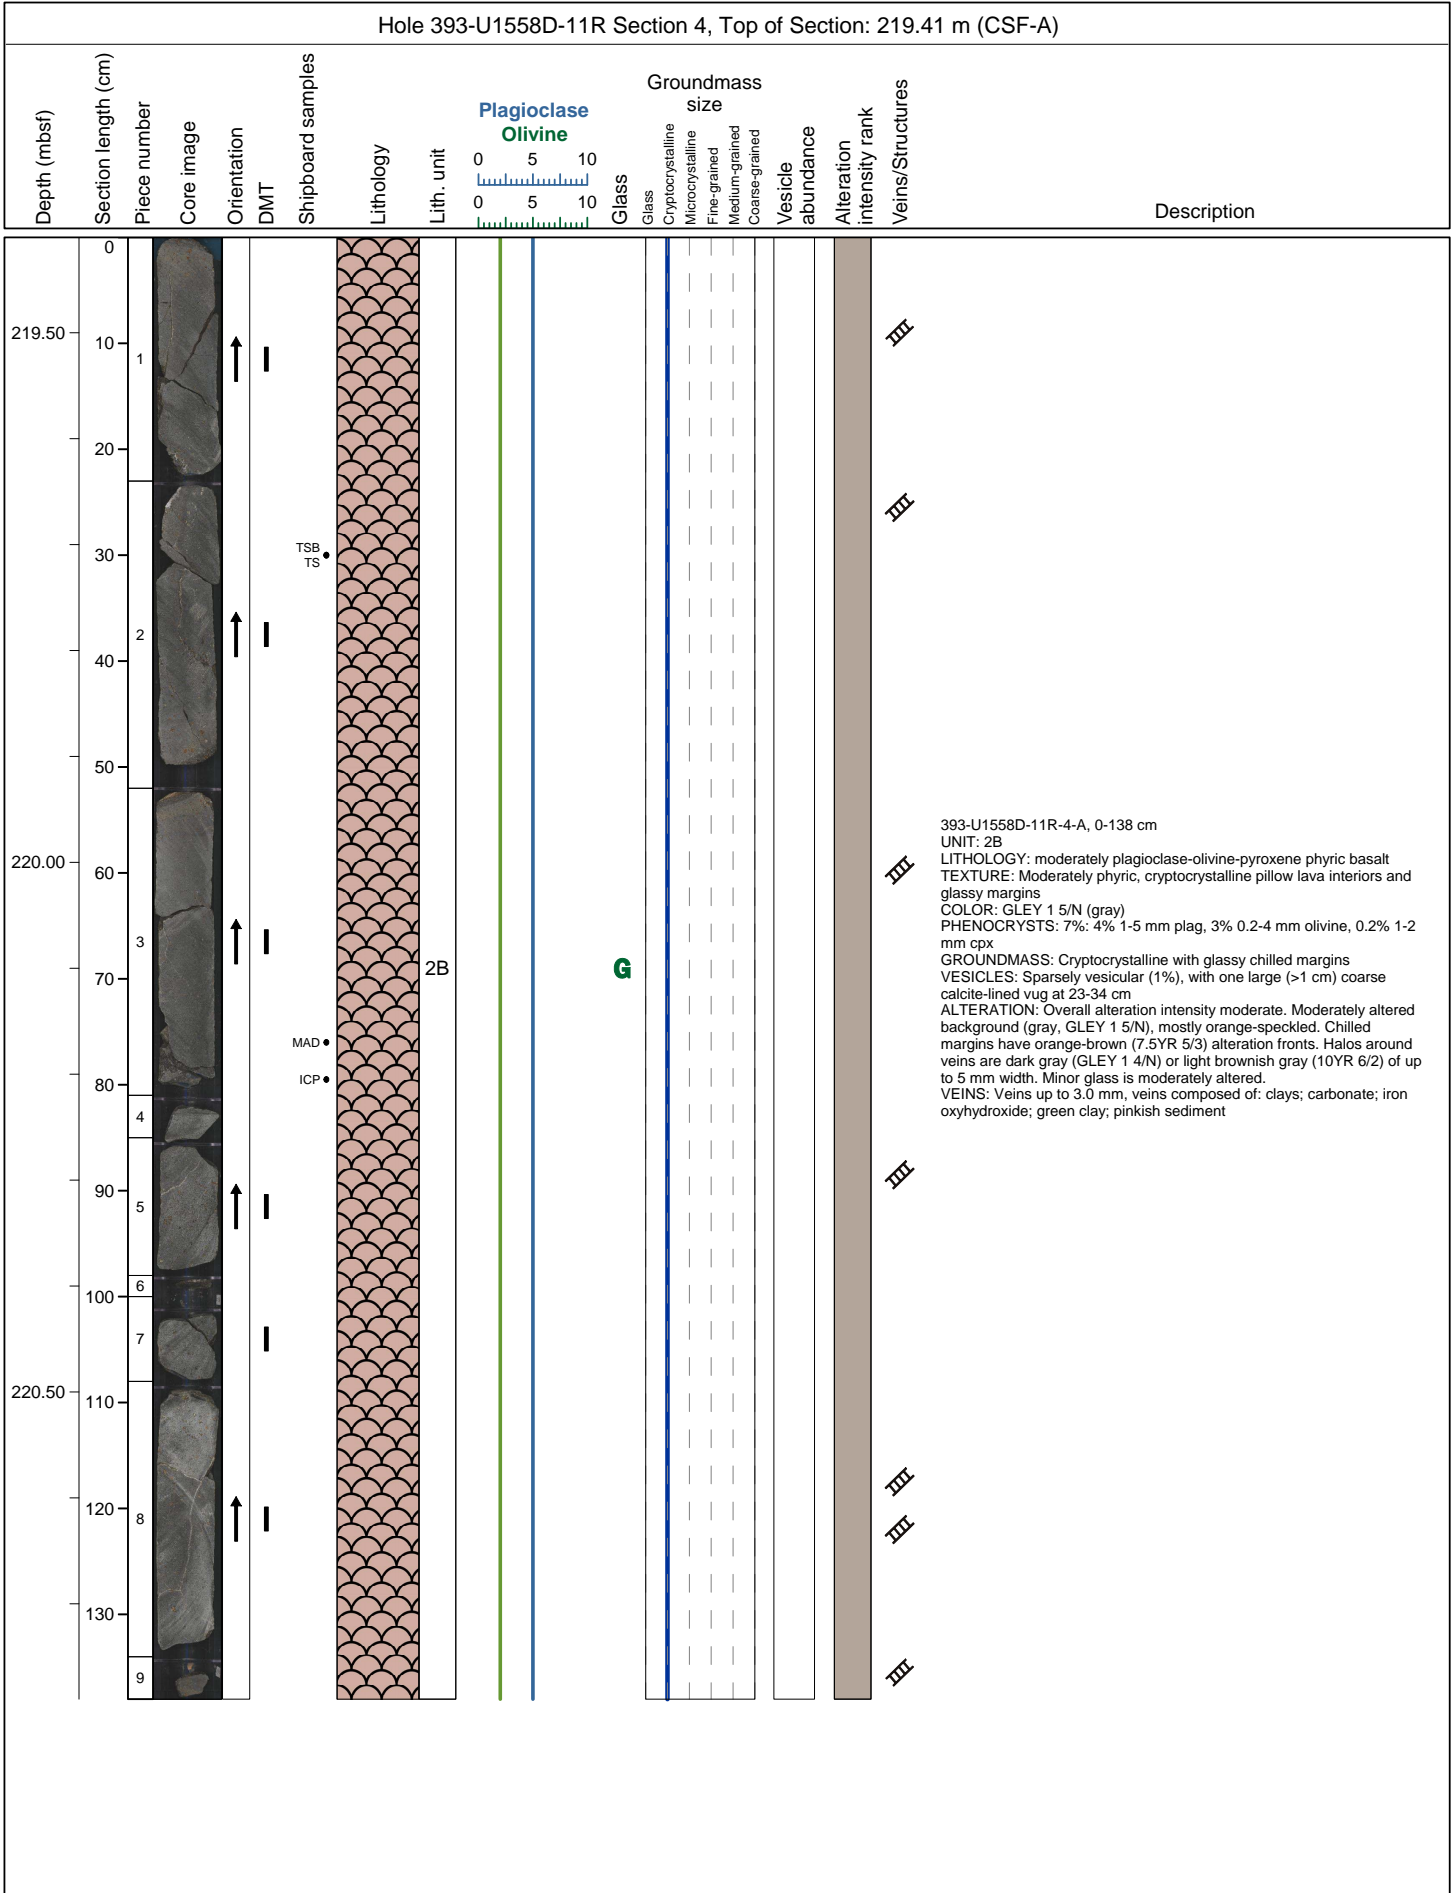 Hole 393-U1558D-11R Section 4, Top of Section: 219.41 m (CSF-A)
Depth (mbsf)
Section length (cm)
Piece number
Core image
Orientation
DMT
Shipboard samples
Lithology
Lith. unit
Plagioclase
Olivine
0 5 10
0 5 10
Glass
Groundmass
size
Glass
Cryptocrystalline
Microcrystalline
Fine-grained
Medium-grained
Coarse-grained
Vesicle
abundance
Alteration
intensity rank
Veins/Structures
Description
0
219.50
10
1
20
TSB
30
TS
2
40
50
220.00
60
3
2B
G
70
MAD
ICP
80
4
90
5
6
100
7
220.50
110
120
8
130
9
393-U1558D-11R-4-A, 0-138 cm
UNIT: 2B
LITHOLOGY: moderately plagioclase-olivine-pyroxene phyric basalt
TEXTURE: Moderately phyric, cryptocrystalline pillow lava interiors and
glassy margins
COLOR: GLEY 1 5/N (gray)
PHENOCRYSTS: 7%: 4% 1-5 mm plag, 3% 0.2-4 mm olivine, 0.2% 1-2
mm cpx
GROUNDMASS: Cryptocrystalline with glassy chilled margins
VESICLES: Sparsely vesicular (1%), with one large (>1 cm) coarse
calcite-lined vug at 23-34 cm
ALTERATION: Overall alteration intensity moderate. Moderately altered
background (gray, GLEY 1 5/N), mostly orange-speckled. Chilled
margins have orange-brown (7.5YR 5/3) alteration fronts. Halos around
veins are dark gray (GLEY 1 4/N) or light brownish gray (10YR 6/2) of up
to 5 mm width. Minor glass is moderately altered.
VEINS: Veins up to 3.0 mm, veins composed of: clays; carbonate; iron
oxyhydroxide; green clay; pinkish sediment